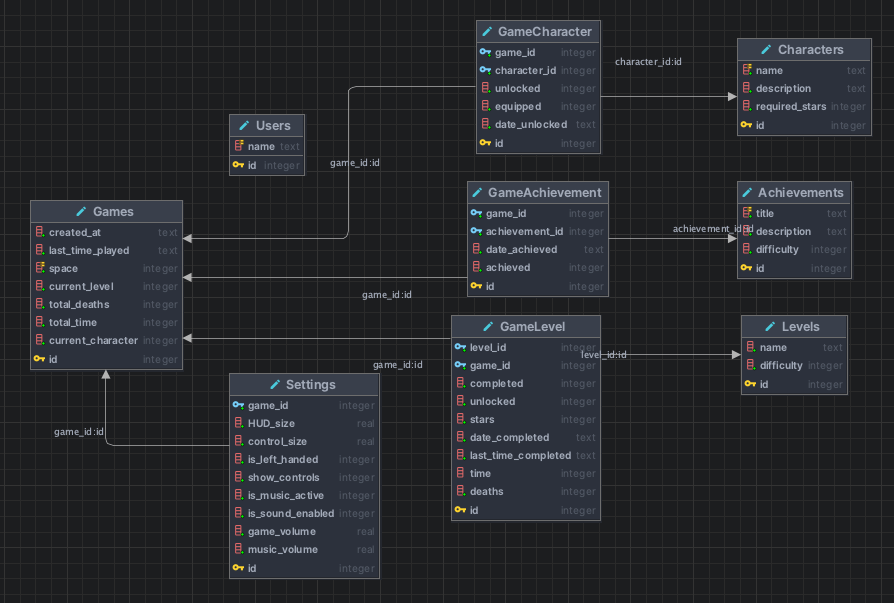 GameCharacter
game_id integer
character_id integer
unlocked integer
equipped integer
date_unlocked text
id integer
character_id:id
Characters
name text
description text
required_stars integer
id integer
Users
name text
id integer
game_id:id
Games
created_at text
last_time_played text
space integer
current_level integer
total_deaths integer
total_time integer
current_character integer
id integer
GameAchievement
game_id integer
achievement_id integer
date_achieved text
achieved integer
id integer
achievement_id:id
Achievements
title text
description text
difficulty integer
id integer
game_id:id
GameLevel
level_id integer
game_id integer
completed integer
unlocked integer
stars integer
date_completed text
last_time_completed text
time integer
deaths integer
id integer
level_id:id
Levels
name text
difficulty integer
id integer
game_id:id
Settings
game_id integer
HUD_size real
control_size real
is_left_handed integer
show_controls integer
is_music_active integer
is_sound_enabled integer
game_volume real
music_volume real
id integer
game_id:id